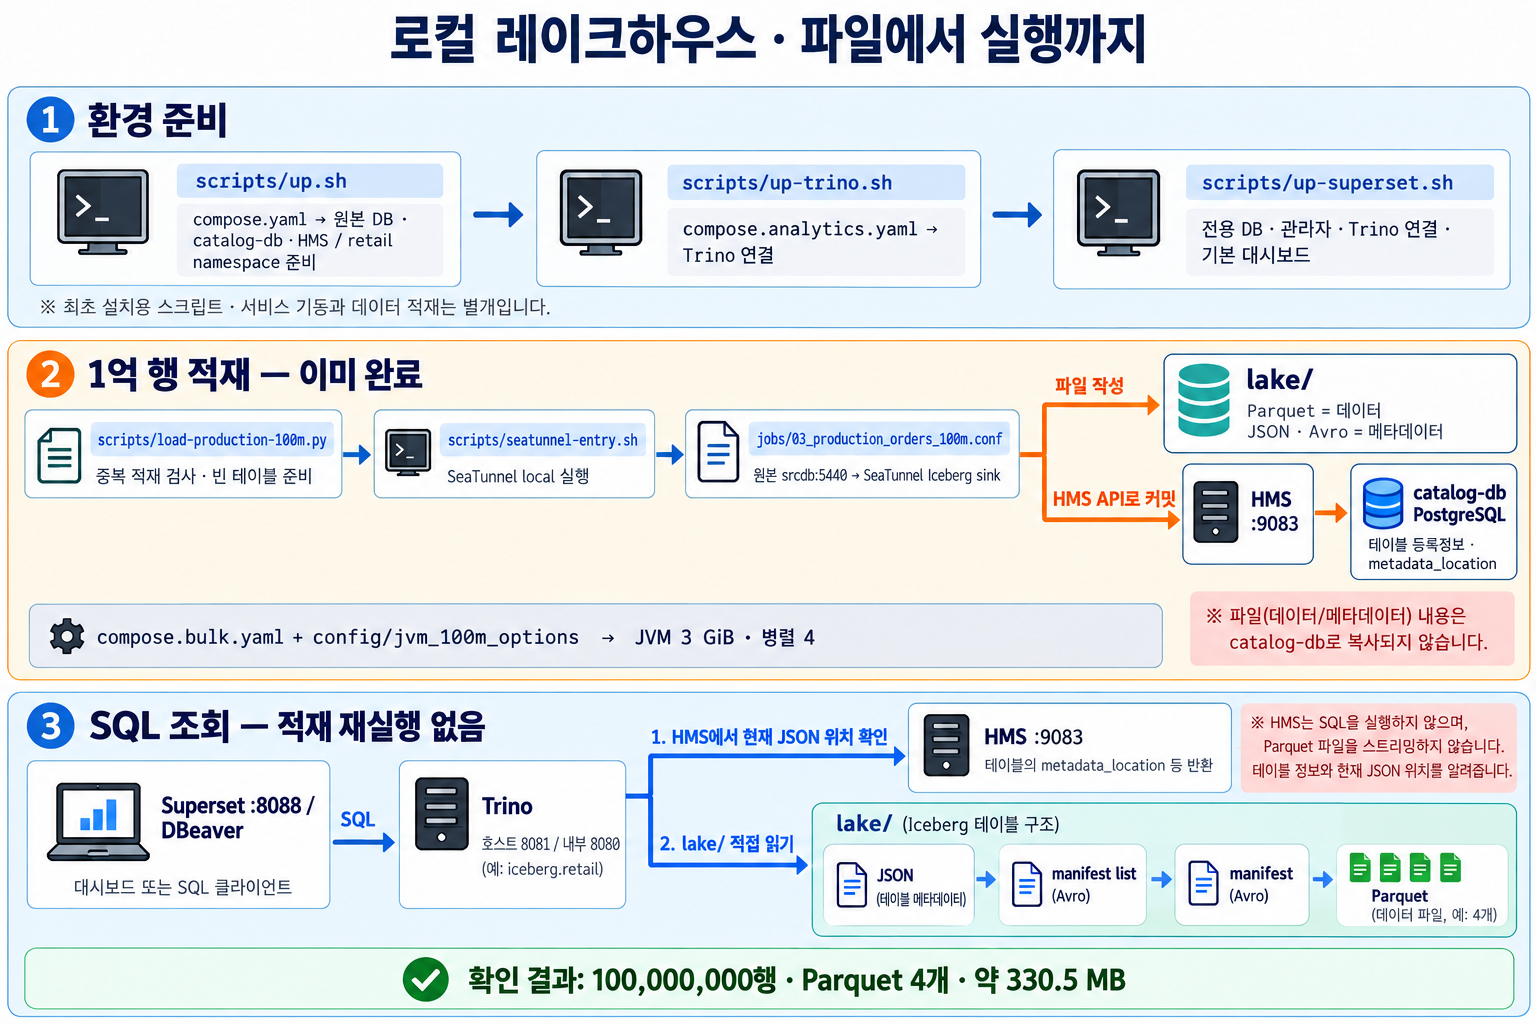 로컬 레이크하우스 · 파일에서 실행까지
1 환경 준비
scripts/up.sh
compose.yaml → 원본 DB ·
catalog-db · HMS / retail
namespace 준비
scripts/up-trino.sh
compose.analytics.yaml →
Trino 연결
scripts/up-superset.sh
전용 DB · 관리자 · Trino 연결 ·
기본 대시보드
※ 최초 설치용 스크립트 · 서비스 기동과 데이터 적재는 별개입니다.
2 1억 행 적재 — 이미 완료
scripts/load-production-100m.py
중복 적재 검사 · 빈 테이블 준비
scripts/seatunnel-entry.sh
SeaTunnel local 실행
jobs/03_production_orders_100m.conf
원본 srcdb:5440 → SeaTunnel Iceberg sink
파일 작성
lake/
Parquet = 데이터
JSON · Avro = 메타데이터
HMS API로 커밋
HMS
:9083
catalog-db
PostgreSQL
테이블 등록정보 ·
metadata_location
compose.bulk.yaml + config/jvm_100m_options → JVM 3 GiB · 병렬 4
※ 파일(데이터/메타데이터) 내용은
catalog-db로 복사되지 않습니다.
3 SQL 조회 — 적재 재실행 없음
Superset :8088 /
DBeaver
대시보드 또는 SQL 클라이언트
SQL
Trino
호스트 8081 / 내부 8080
(예: iceberg.retail)
1. HMS에서 현재 JSON 위치 확인
HMS :9083
테이블의 metadata_location 등 반환
※ HMS는 SQL을 실행하지 않으며,
Parquet 파일을 스트리밍하지 않습니다.
테이블 정보와 현재 JSON 위치를 알려줍니다.
2. lake/ 직접 읽기
lake/ (Iceberg 테이블 구조)
JSON
(테이블 메타데이터)
manifest list
(Avro)
manifest
(Avro)
Parquet
(데이터 파일, 예: 4개)
확인 결과: 100,000,000행 · Parquet 4개 · 약 330.5 MB